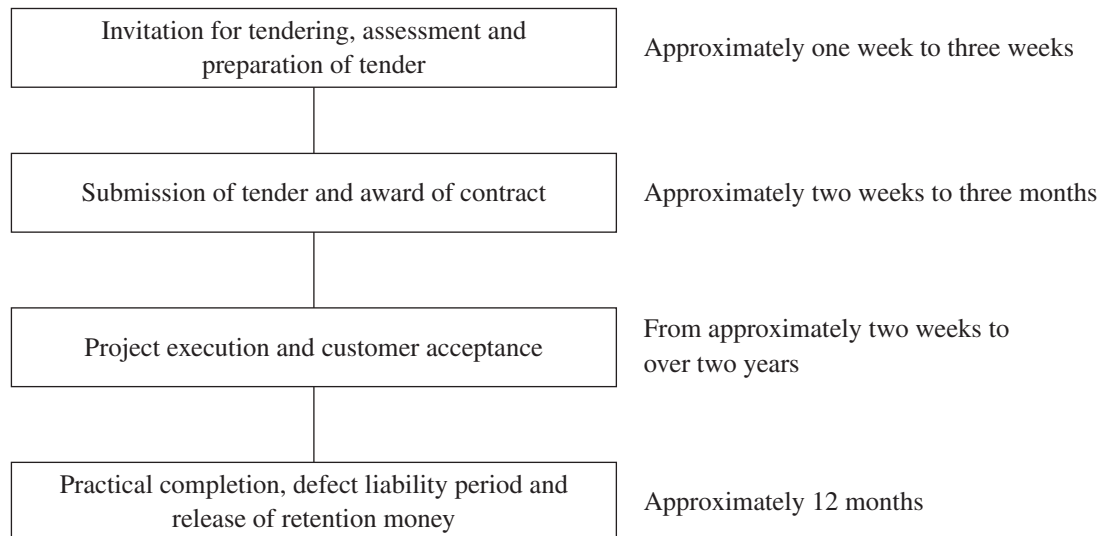 Invitation for tendering, assessment and
preparation of tender
Approximately one week to three weeks
Submission of tender and award of contract
Approximately two weeks to three months
Project execution and customer acceptance
From approximately two weeks to
over two years
Practical completion, defect liability period and
release of retention money
Approximately 12 months